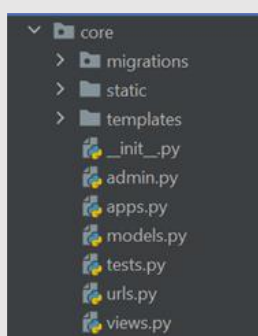 core
migrations
static
templates
__init__.py
admin.py
apps.py
models.py
tests.py
urls.py
views.py